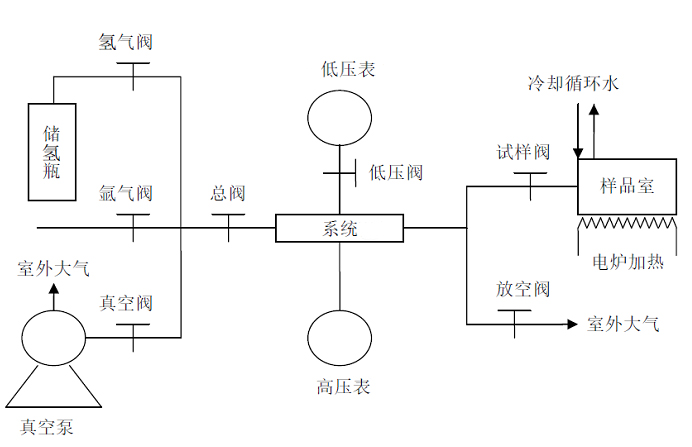 氢气阀
低压表
冷却循环水
储氢瓶
试样阀
低压阀
氩气阀
总阀
样品室
系统
室外大气
电炉加热
真空阀
放空阀
室外大气
高压表
真空泵